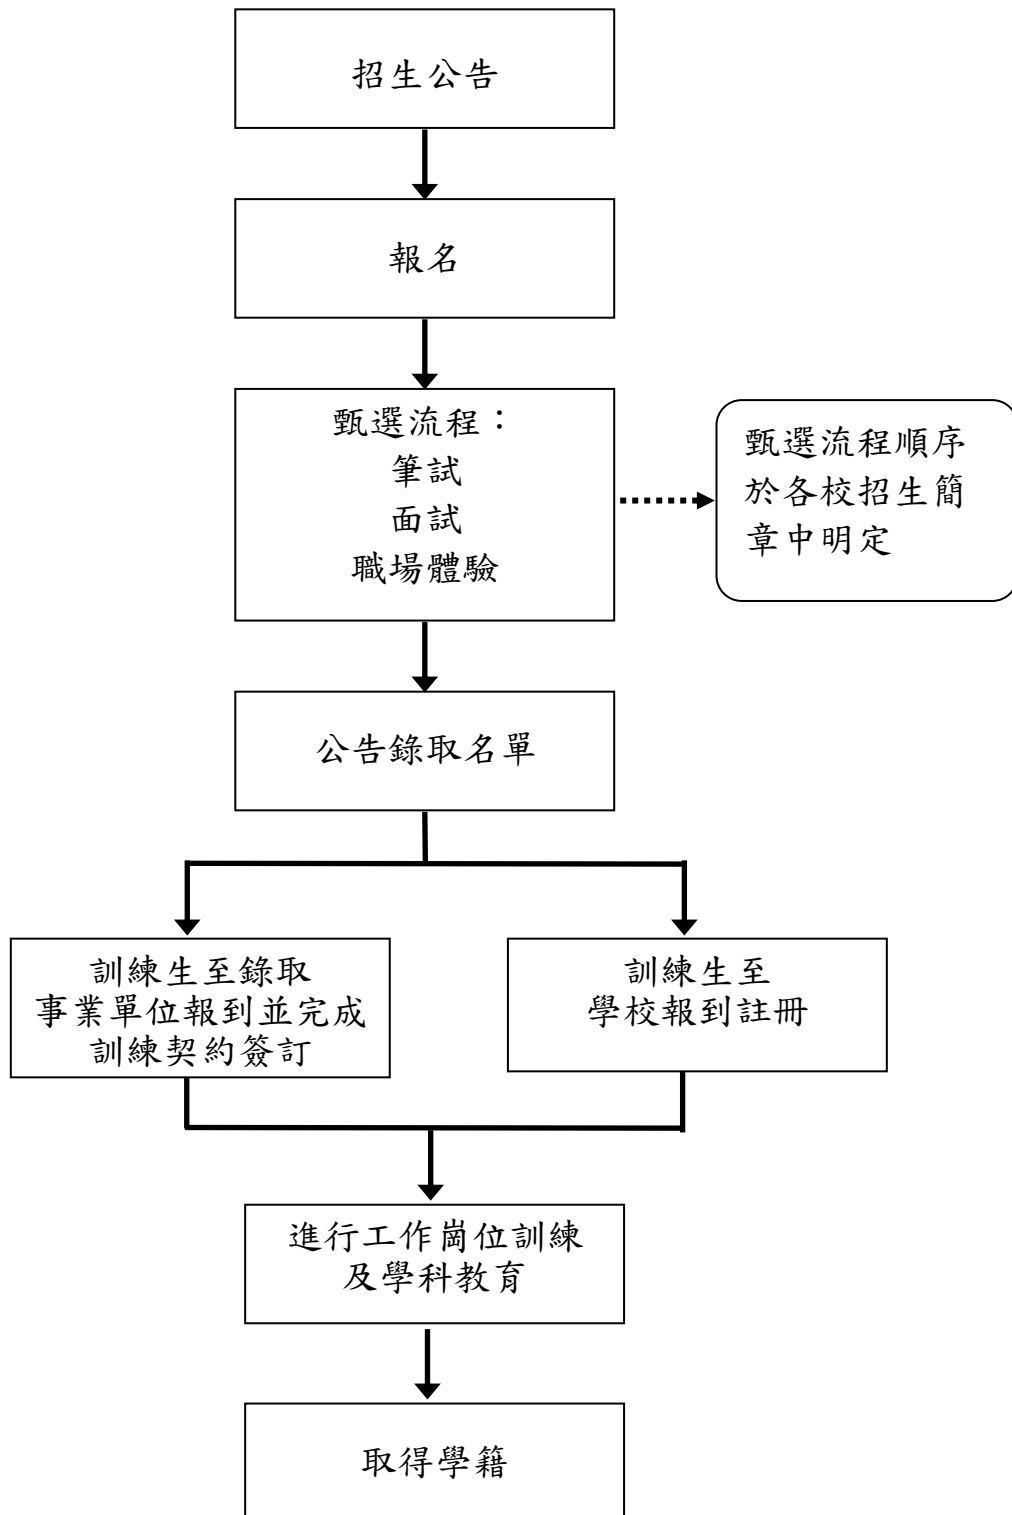 招生公告
報名
甄選流程：
筆試
面試
職場體驗
甄選流程順序
於各校招生簡
章中明定
公告錄取名單
訓練生至錄取
事業單位報到並完成
訓練契約簽訂
訓練生至
學校報到註冊
進行工作崗位訓練
及學科教育
取得學籍